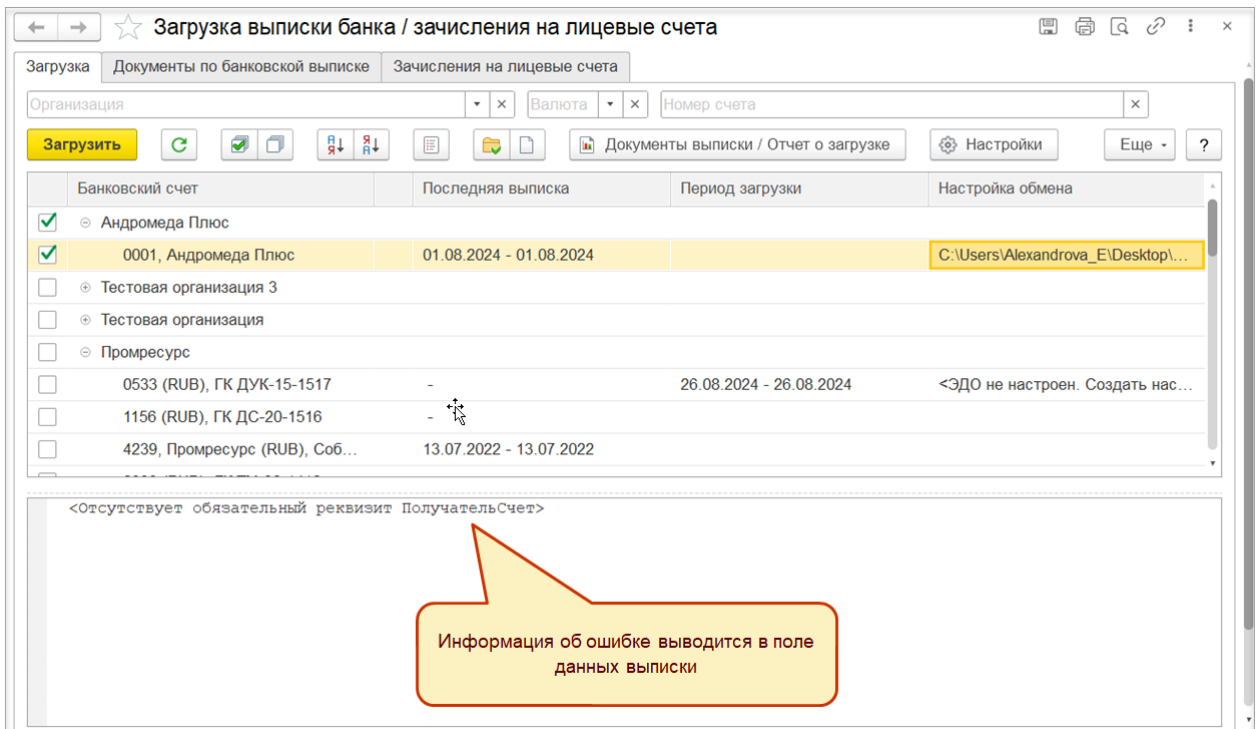 Загрузка выписки банка / зачисления на лицевые счета
Загрузка Документы по банковской выписке Зачисления на лицевые счета
Организация Валюта Номер счета
Загрузить Документы выписки / Отчет о загрузке Настройки Еще ?
Банковский счет Последняя выписка Период загрузки Настройка обмена
Андромеда Плюс
0001, Андромеда Плюс 01.08.2024 - 01.08.2024 C:\Users\Alexandrova_E\Desktop\...
Тестовая организация 3
Тестовая организация
Промресурс
0533 (RUB), ГК ДУК-15-1517 - 26.08.2024 - 26.08.2024 <ЭДО не настроен. Создать нас...
1156 (RUB), ГК ДС-20-1516 -
4239, Промресурс (RUB), Соб... 13.07.2022 - 13.07.2022
<Отсутствует обязательный реквизит ПолучательСчет>
Информация об ошибке выводится в поле
данных выписки